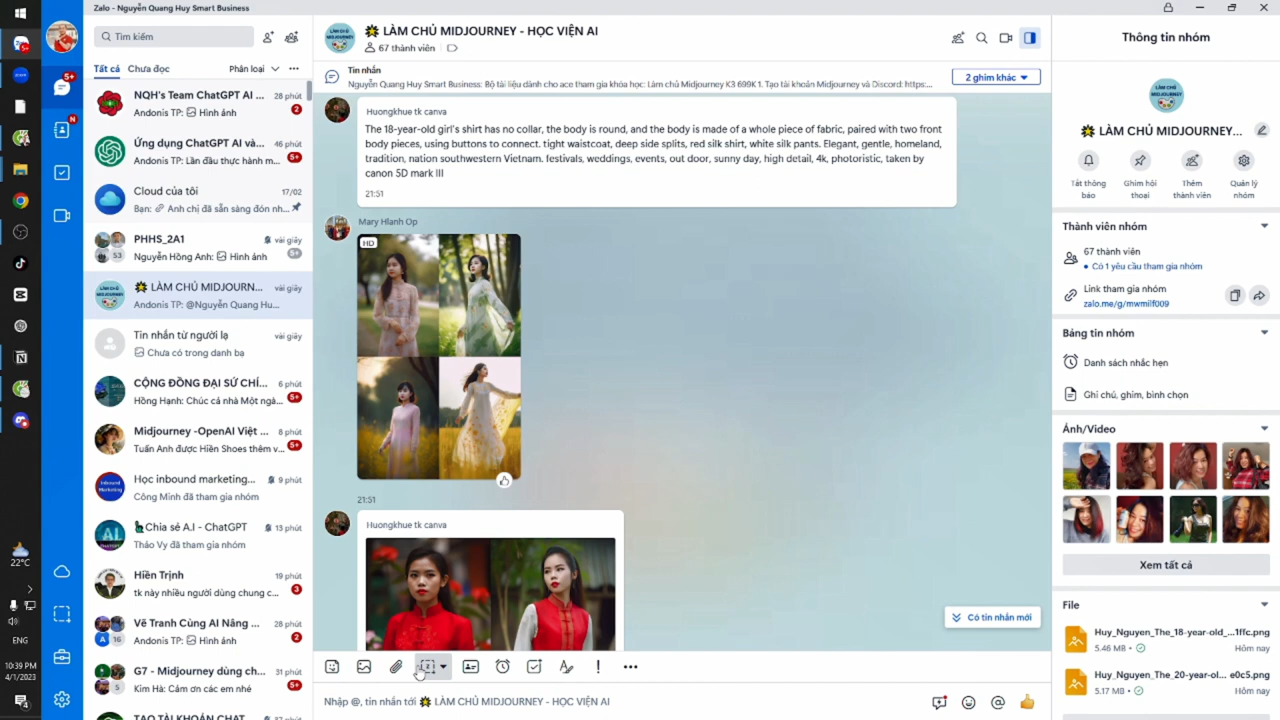 Zalo - Nguyễn Quang Huy Smart Business
Tìm kiếm
Tất cả Chưa đọc Phân loại
NQH's Team ChatGPT AI ... 28 phút
Andonis TP: Hình ảnh 2
Ứng dụng ChatGPT AI và... 46 phút
Andonis TP: Lần đầu thực hành m... 5+
Cloud của tôi 17/02
Bạn: Anh chị đã sẵn sàng đón nh...
PHHS_2A1 vài giây
53 Nguyễn Hồng Anh: Hình ảnh 5+
LÀM CHỦ MIDJOURN... vài giây
Andonis TP: @Nguyễn Quang Hu...
Tin nhắn từ người lạ vài giây
Chưa có trong danh bạ
CỘNG ĐỒNG ĐẠI SỨ CHÍ... 6 phút
Hồng Hạnh: Chúc cả nhà Một ngà... 5+
Midjourney -OpenAI Việt ... 8 phút
Tuấn Anh được Hiền Shoes thêm v... 5+
Học inbound marketing... 9 phút
Công Minh đã tham gia nhóm
Chia sẻ A.I - ChatGPT 13 phút
Thảo Vy đã tham gia nhóm
Hiền Trịnh 19 phút
tk này nhiều người dùng chung c... 3
Vẽ Tranh Cùng AI Nâng ... 28 phút
A 16 Andonis TP: Hình ảnh 2
G7 - Midjourney dùng ch... 31 phút
5 Kim Hà: Cảm ơn các em nhé 5+
TẠO TÀI KHOẢN CHAT
22°C
ENG
10:39 PM
4/1/2023
LÀM CHỦ MIDJOURNEY - HỌC VIỆN AI
67 thành viên
Tin nhắn
Nguyễn Quang Huy Smart Business: Bộ tài liệu dành cho ace tham gia khóa học: Làm chủ Midjourney K3 699K 1. Tạo tài khoản Midjourney và Discord: https:...
2 ghim khác
Huongkhue tk canva
The 18-year-old girl's shirt has no collar, the body is round, and the body is made of a whole piece of fabric, paired with two front
body pieces, using buttons to connect. tight waistcoat, deep side splits, red silk shirt, white silk pants. Elegant, gentle, homeland,
tradition, nation southwestern Vietnam. festivals, weddings, events, out door, sunny day, high detail, 4k, photoristic, taken by
canon 5D mark III
21:51
Mary Hlanh Op
HD
21:51
Huongkhue tk canva
Có tin nhắn mới
Nhập @, tin nhắn tới LÀM CHỦ MIDJOURNEY - HỌC VIỆN AI
Thông tin nhóm
LÀM CHỦ MIDJOURNEY...
Tắt thông báo
Ghim hội thoại
Thêm thành viên
Quản lý nhóm
Thành viên nhóm
67 thành viên
Có 1 yêu cầu tham gia nhóm
Link tham gia nhóm
zalo.me/g/mwmilf009
Bảng tin nhóm
Danh sách nhắc hẹn
Ghi chú, ghim, bình chọn
Ảnh/Video
Xem tất cả
File
Huy_Nguyen_The_18-year-old_...1ffc.png
5.46 MB Hôm nay
Huy_Nguyen_The_20-year-ol... e0c5.png
5.17 MB Hôm nay